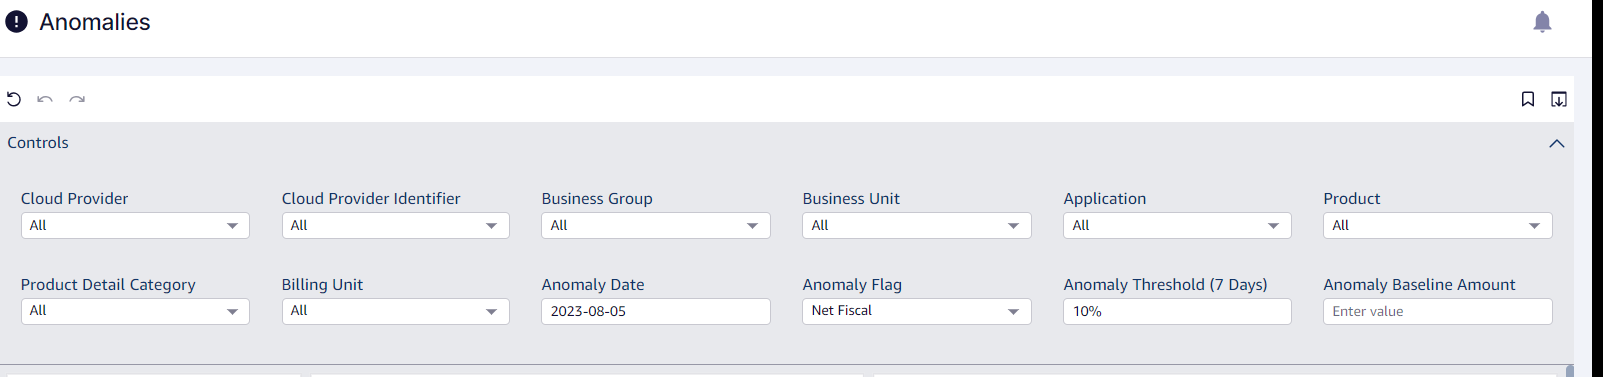 Anomalies
Controls
Cloud Provider Cloud Provider Identifier Business Group Business Unit Application Product
All All All All All All
Product Detail Category Billing Unit Anomaly Date Anomaly Flag Anomaly Threshold (7 Days) Anomaly Baseline Amount
All All 2023-08-05 Net Fiscal 10% Enter value